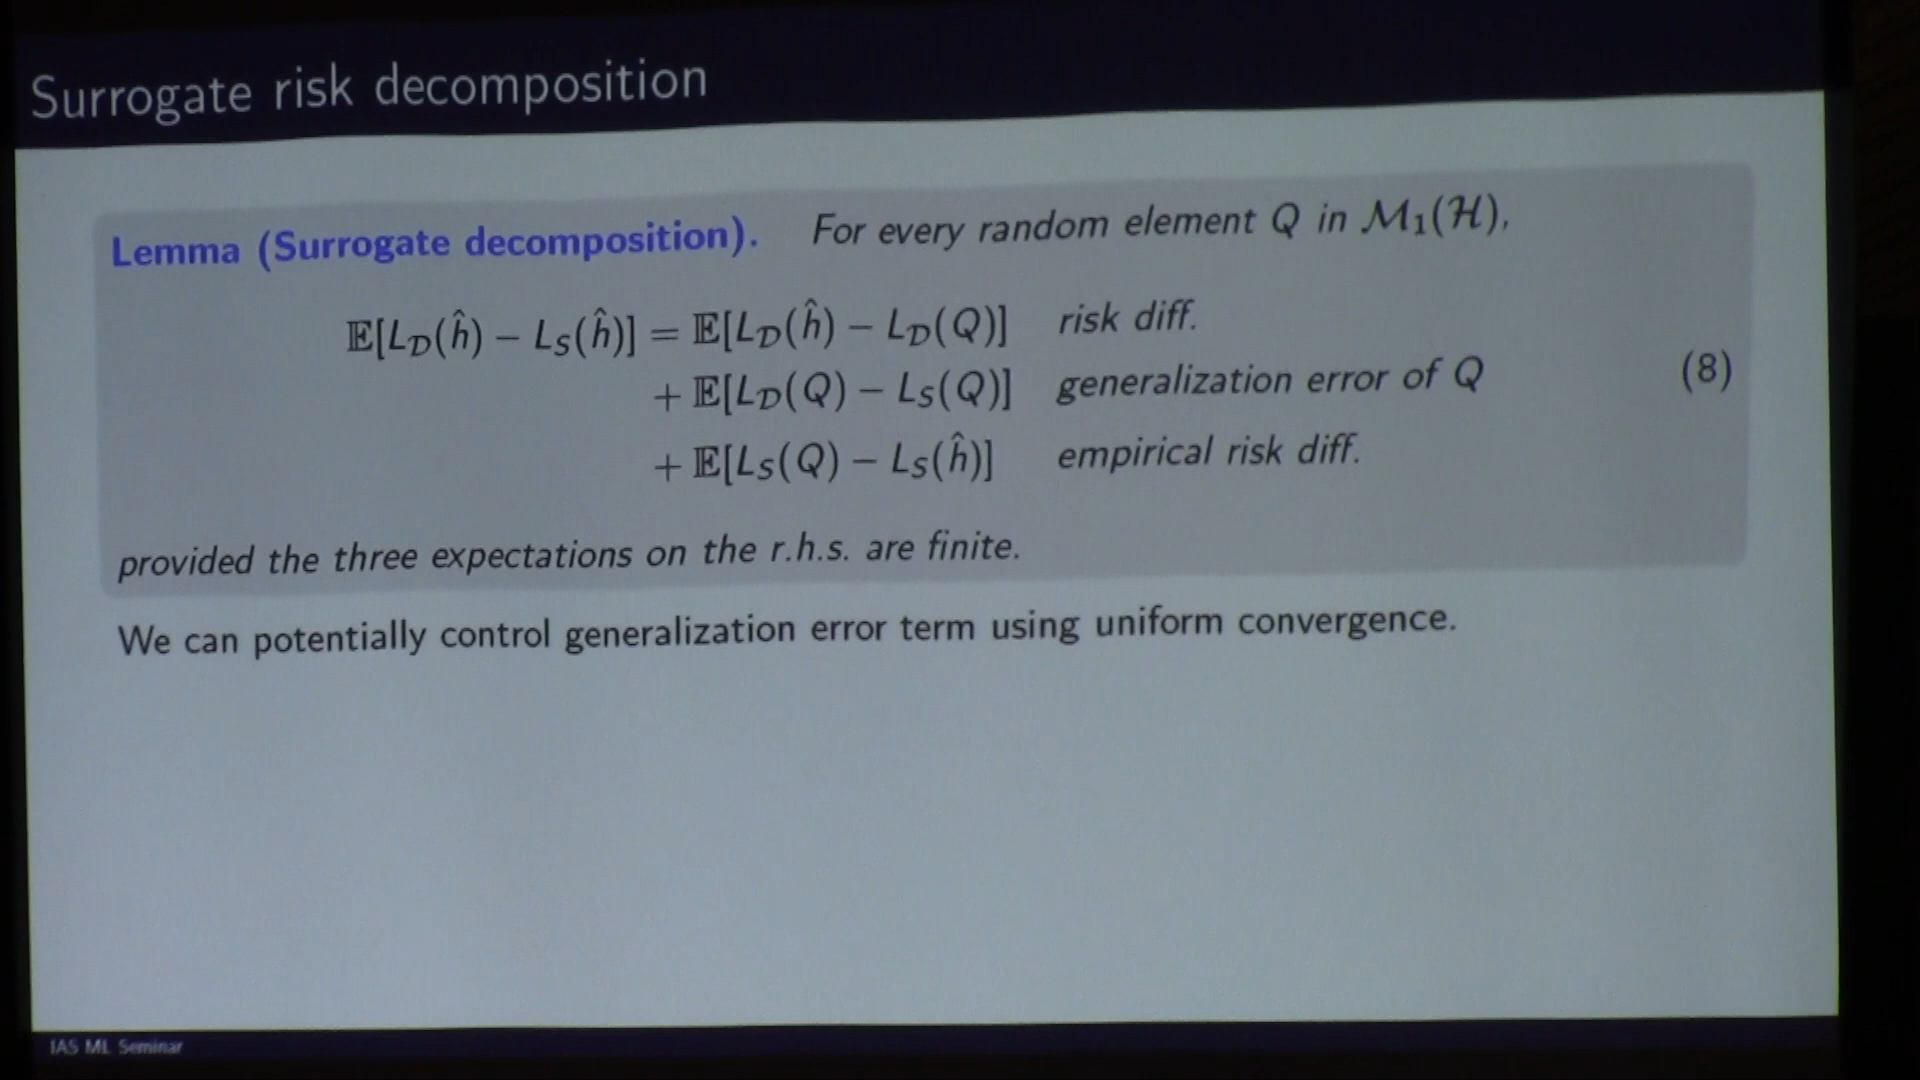 Surrogate risk decomposition
Lemma (Surrogate decomposition). For every random element Q in ℳ₁(ℋ),
𝔼[L_𝒟(ĥ) − L_S(ĥ)] = 𝔼[L_𝒟(ĥ) − L_𝒟(Q)] risk diff.
+ 𝔼[L_𝒟(Q) − L_S(Q)] generalization error of Q (8)
+ 𝔼[L_S(Q) − L_S(ĥ)] empirical risk diff.
provided the three expectations on the r.h.s. are finite.
We can potentially control generalization error term using uniform convergence.
IAS ML Seminar